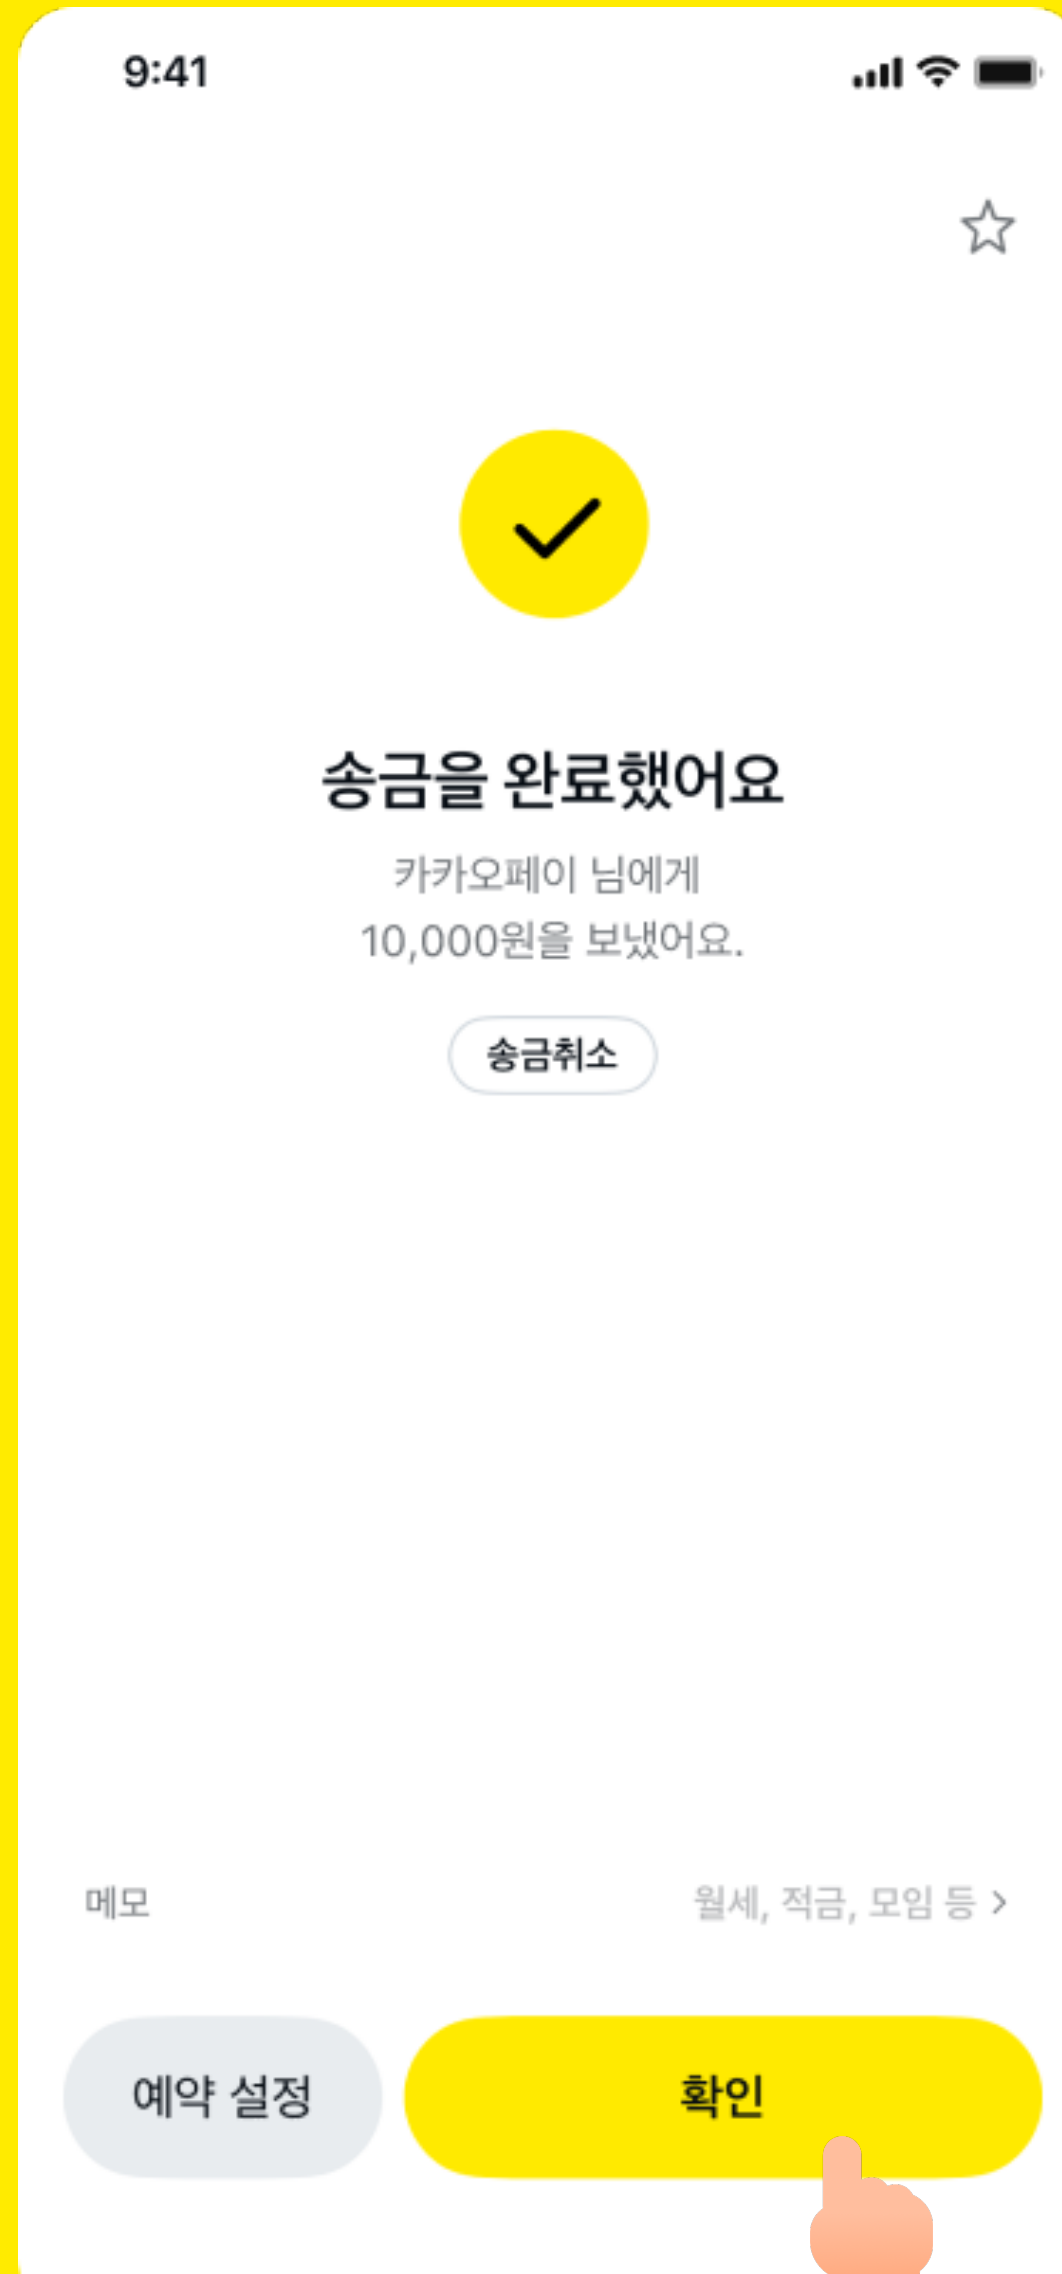 9:41
송금을 완료했어요
카카오페이 님에게
10,000원을 보냈어요.
송금취소
메모
월세, 적금, 모임 등
예약 설정
확인